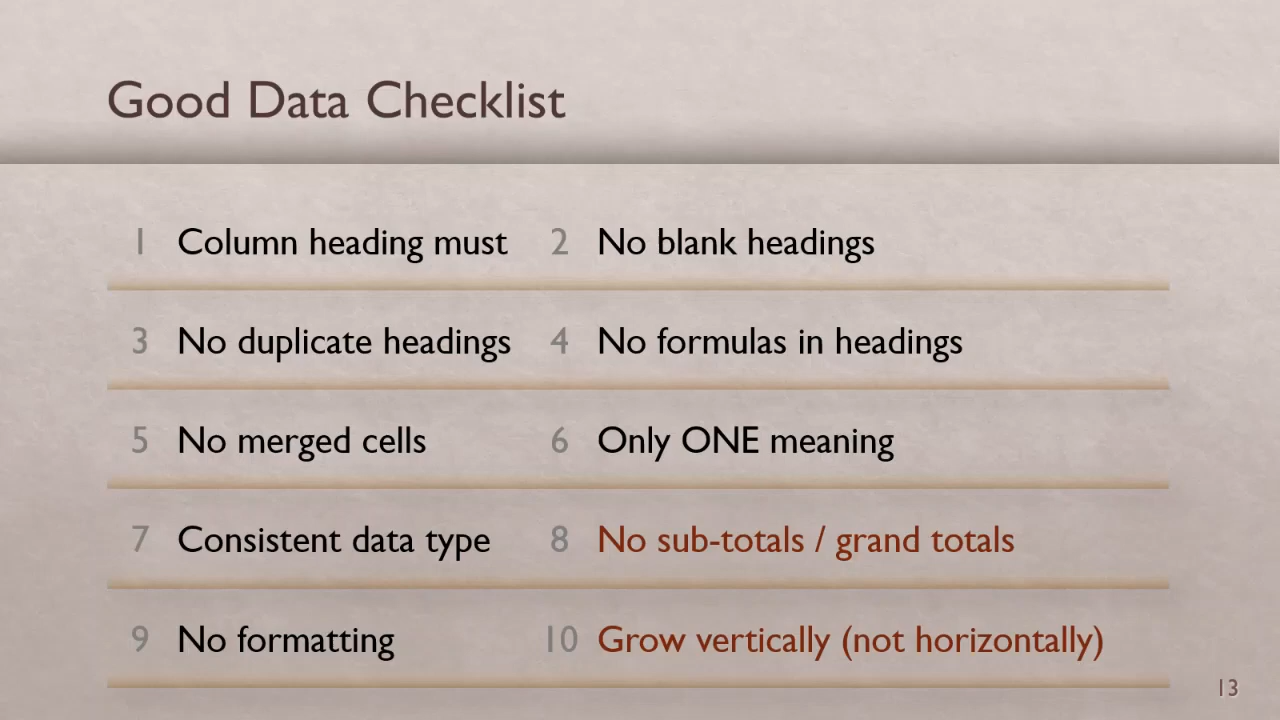 Good Data Checklist
1 Column heading must 2 No blank headings
3 No duplicate headings 4 No formulas in headings
5 No merged cells 6 Only ONE meaning
7 Consistent data type 8 No sub-totals / grand totals
9 No formatting 10 Grow vertically (not horizontally)
13